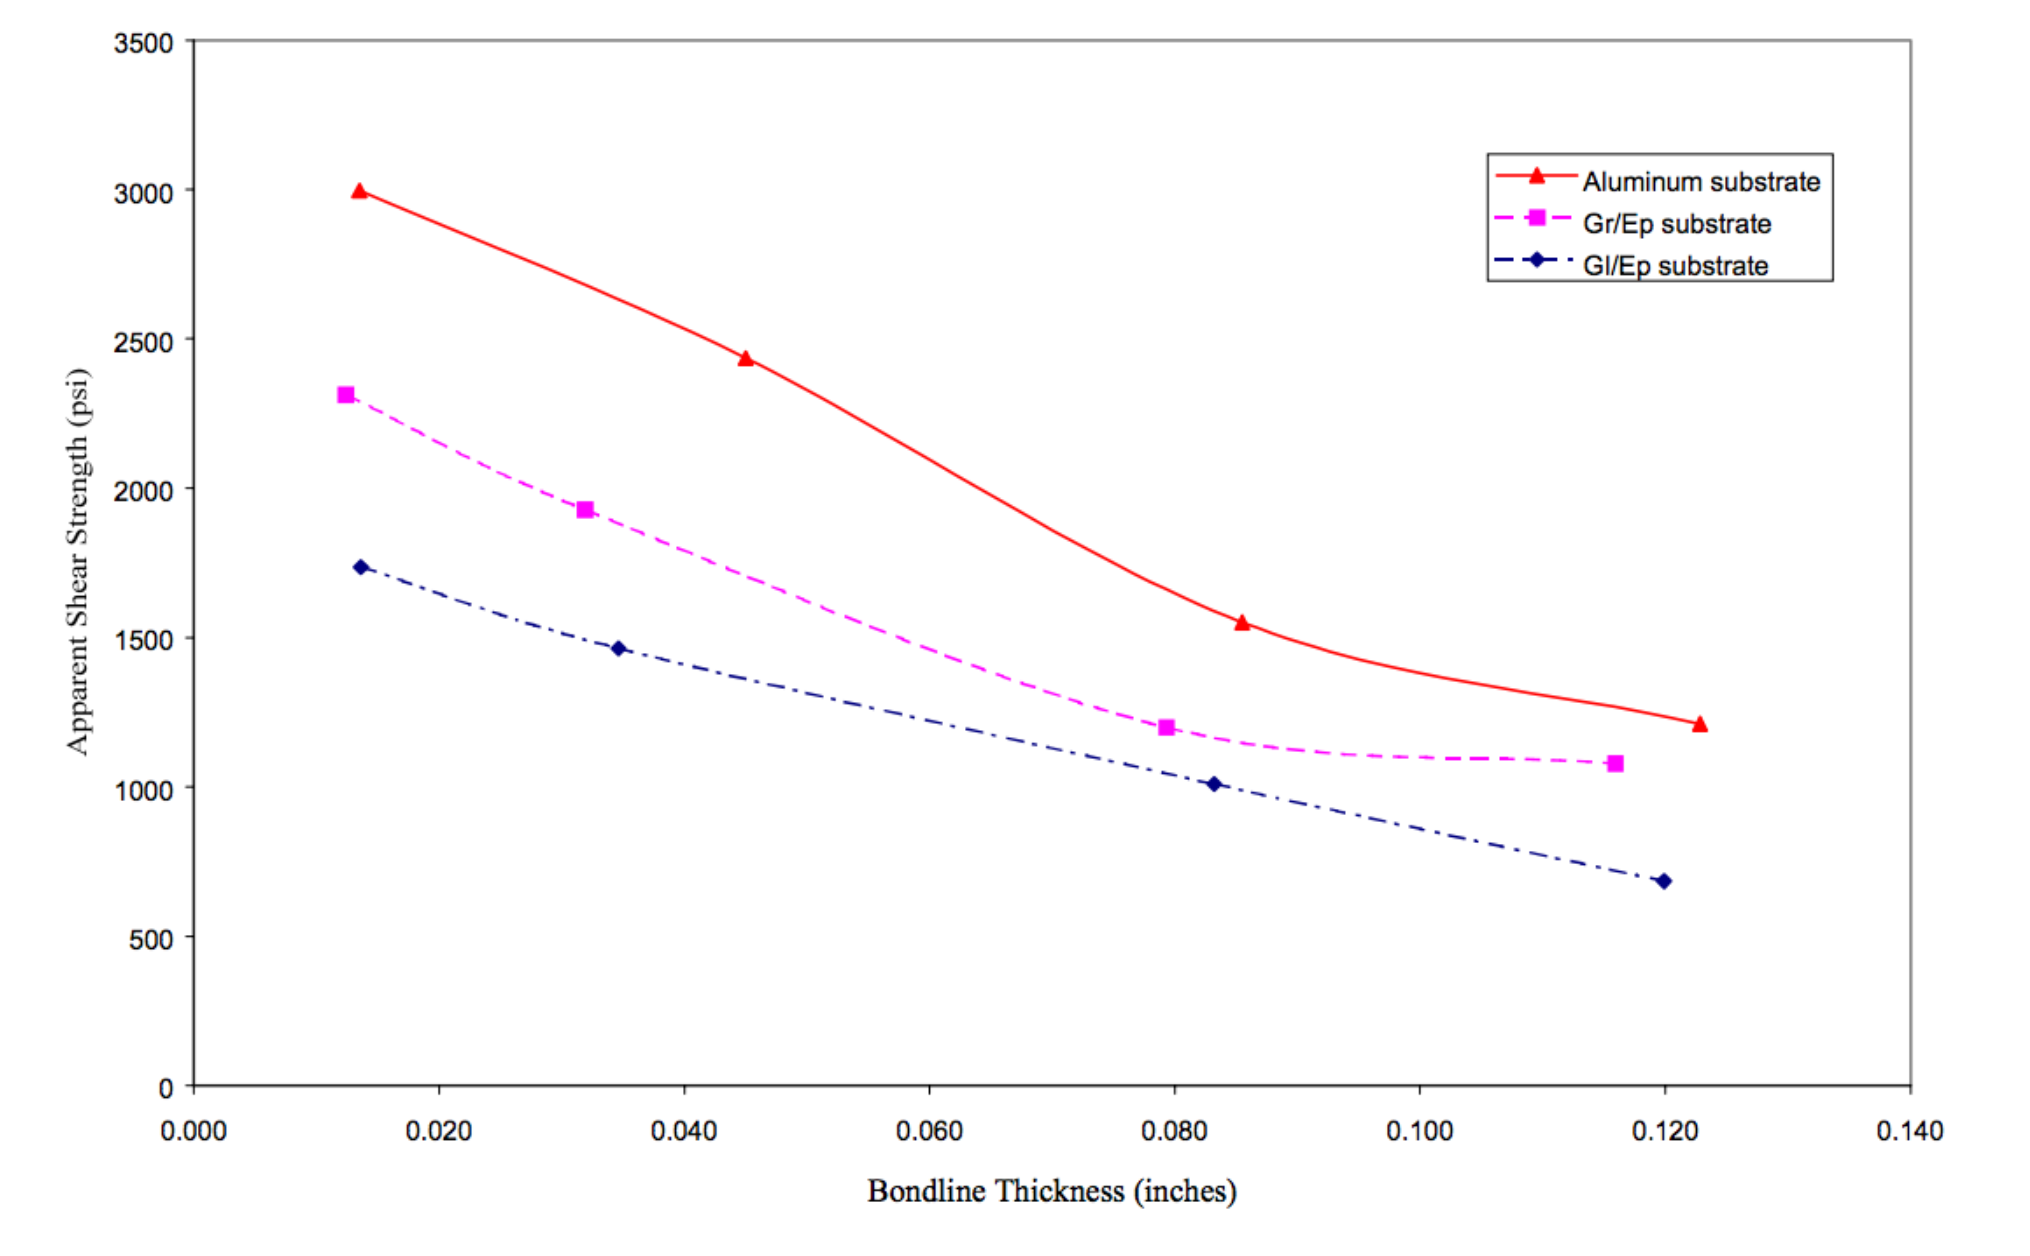 3500
3000
2500
2000
1500
1000
500
0
Apparent Shear Strength (psi)
Aluminum substrate
Gr/Ep substrate
Gl/Ep substrate
0.000 0.020 0.040 0.060 0.080 0.100 0.120 0.140
Bondline Thickness (inches)